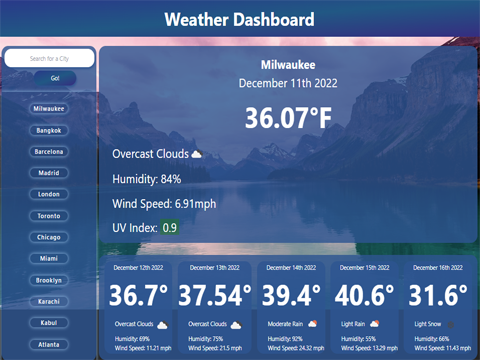 Weather Dashboard
Search for a City
Go!
Milwaukee
Bangkok
Barcelona
Madrid
London
Toronto
Chicago
Miami
Brooklyn
Karachi
Kabul
Atlanta
Milwaukee
December 11th 2022
36.07°F
Overcast Clouds
Humidity: 84%
Wind Speed: 6.91mph
UV Index: 0.9
December 12th 2022
36.7°
Overcast Clouds
Humidity: 69%
Wind Speed: 11.21 mph
December 13th 2022
37.54°
Overcast Clouds
Humidity: 75%
Wind Speed: 21.5 mph
December 14th 2022
39.4°
Moderate Rain
Humidity: 92%
Wind Speed: 24.32 mph
December 15th 2022
40.6°
Light Rain
Humidity: 55%
Wind Speed: 13.29 mph
December 16th 2022
31.6°
Light Snow
Humidity: 66%
Wind Speed: 11.43 mph